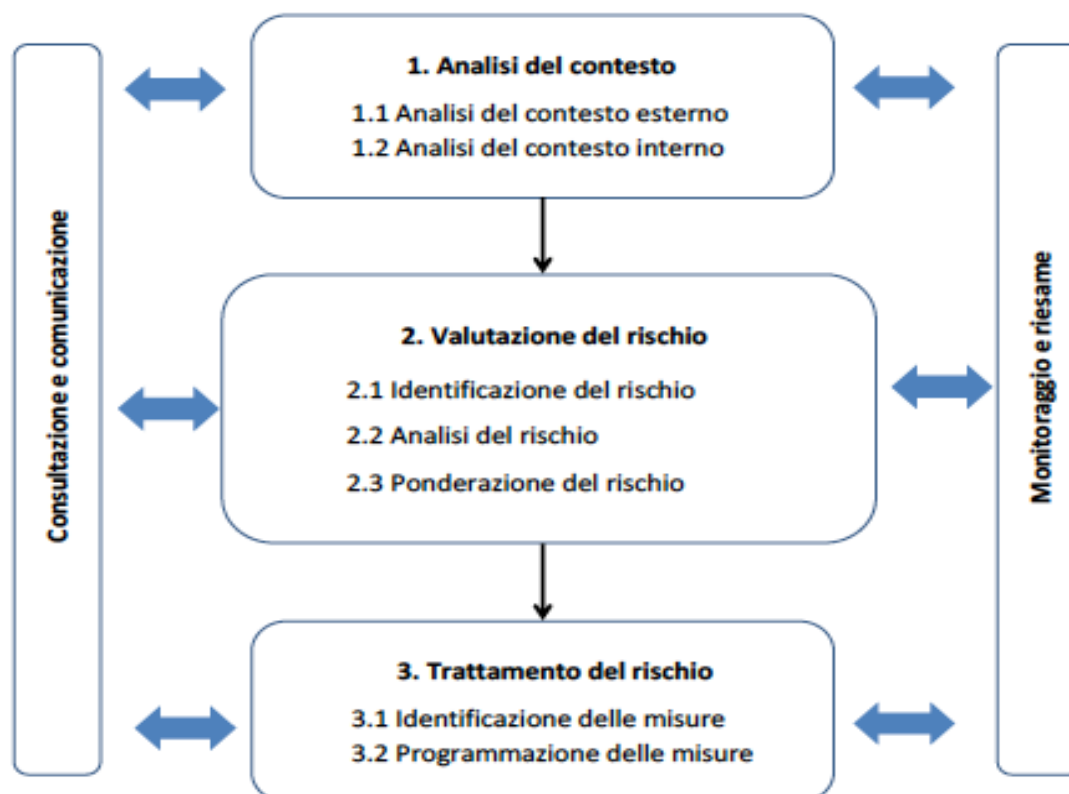 Consultazione e comunicazione
1. Analisi del contesto
1.1 Analisi del contesto esterno
1.2 Analisi del contesto interno
2. Valutazione del rischio
2.1 Identificazione del rischio
2.2 Analisi del rischio
2.3 Ponderazione del rischio
3. Trattamento del rischio
3.1 Identificazione delle misure
3.2 Programmazione delle misure
Monitoraggio e riesame